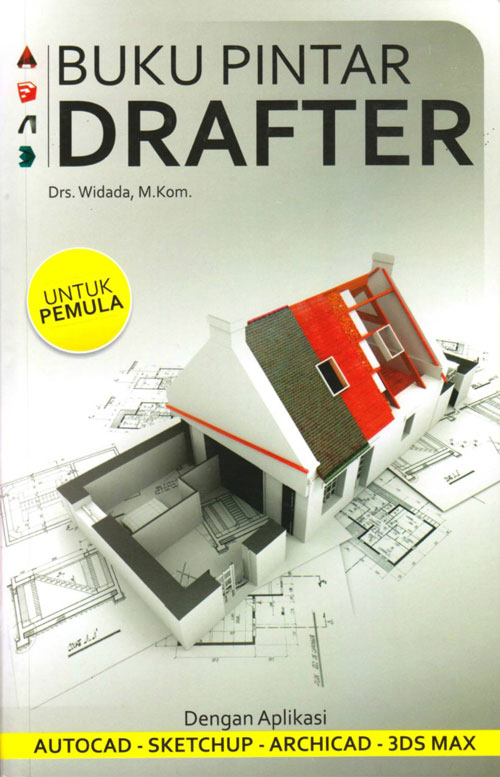 BUKU PINTAR
DRAFTER
Drs. Widada, M.Kom.
UNTUK
PEMULA
Dengan Aplikasi
AUTOCAD - SKETCHUP - ARCHICAD - 3DS MAX